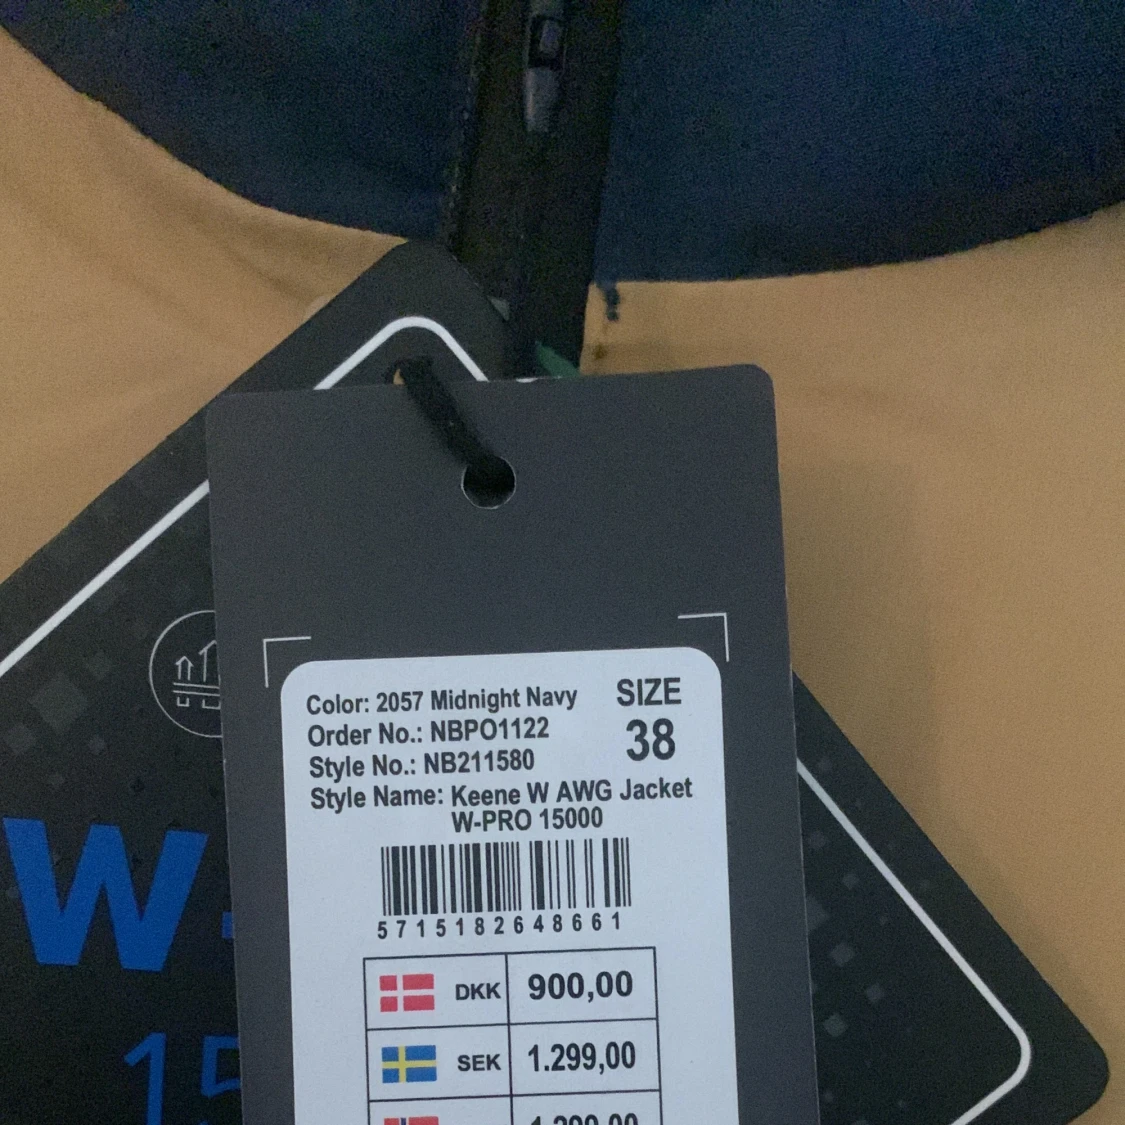 Color: 2057 Midnight Navy
SIZE
38
Order No.: NBPO1122
Style No.: NB211580
Style Name: Keene W AWG Jacket
W-PRO 15000
5715182648661
DKK 900,00
SEK 1.299,00
W-
15